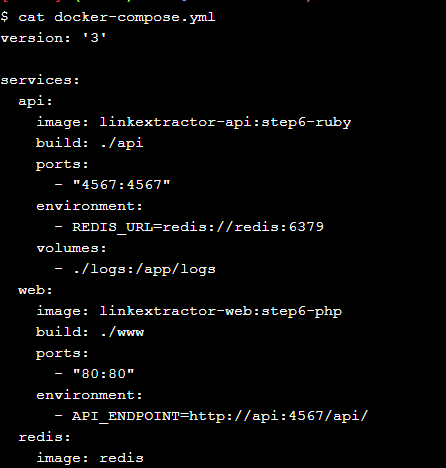 $ cat docker-compose.yml
version: '3'

services:
  api:
    image: linkextractor-api:step6-ruby
    build: ./api
    ports:
      - "4567:4567"
    environment:
      - REDIS_URL=redis://redis:6379
    volumes:
      - ./logs:/app/logs
  web:
    image: linkextractor-web:step6-php
    build: ./www
    ports:
      - "80:80"
    environment:
      - API_ENDPOINT=http://api:4567/api/
  redis:
    image: redis